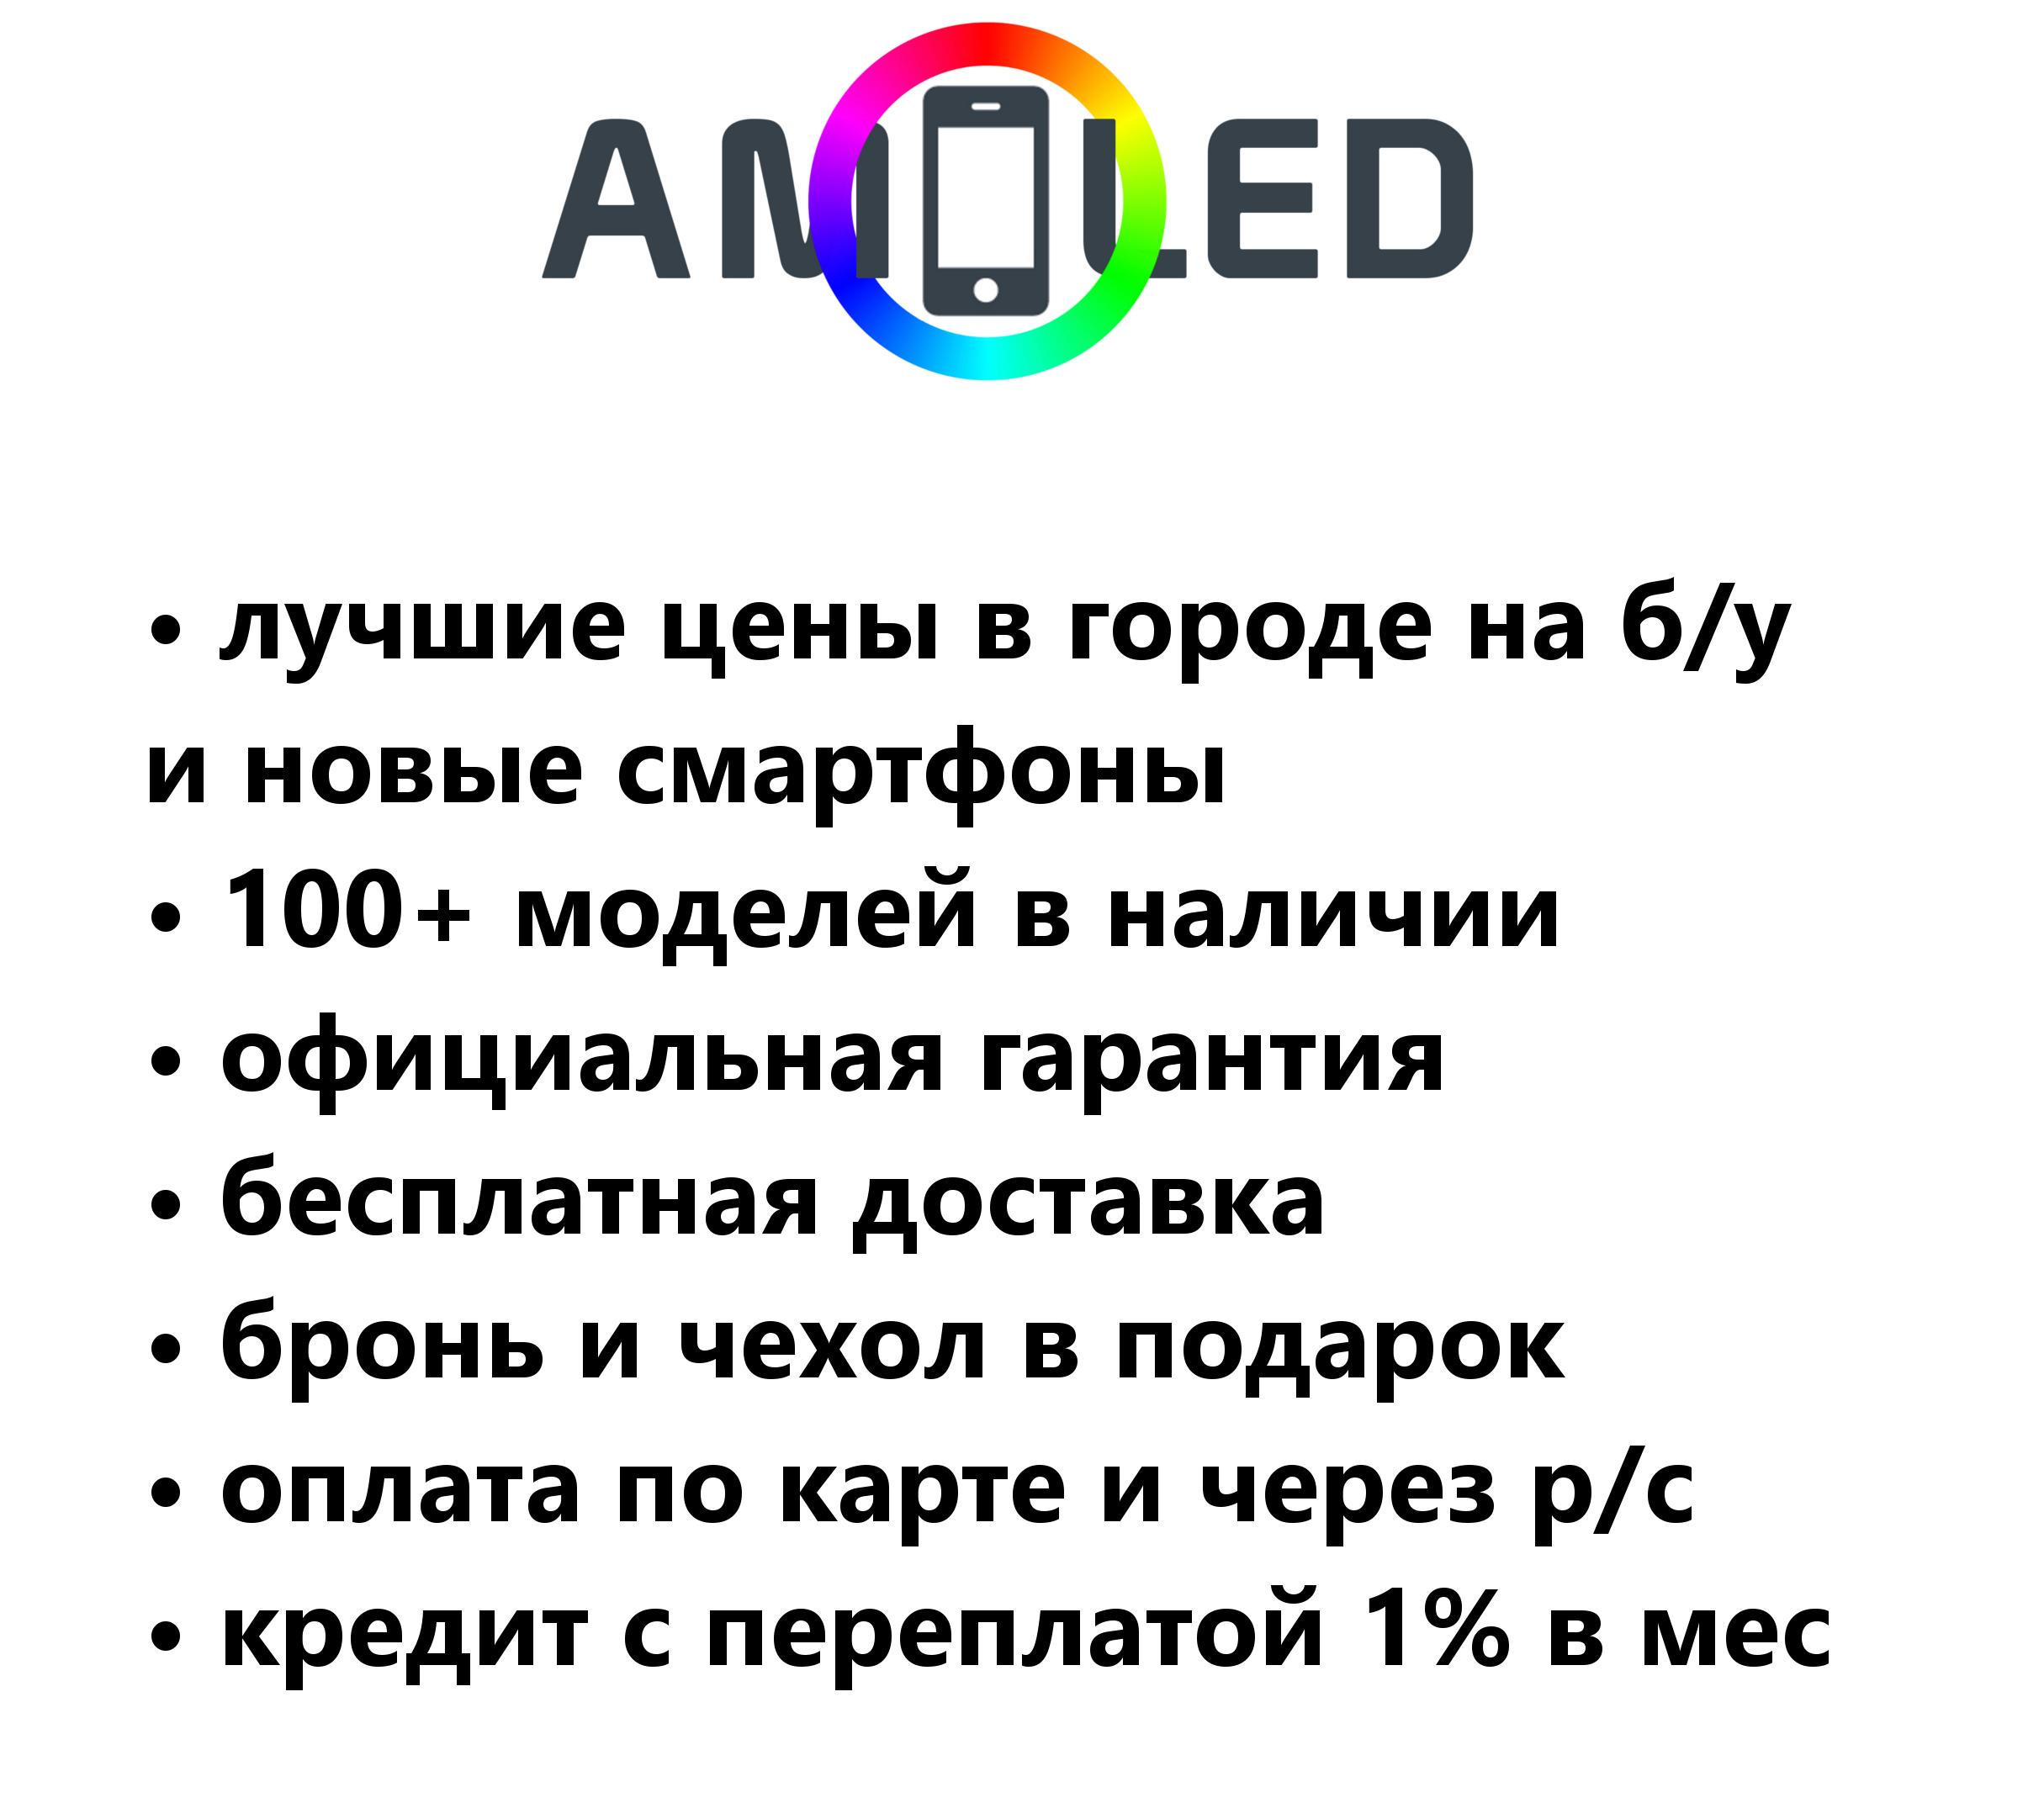 AMOLED
• лучшие цены в городе на б/у
и новые смартфоны
• 100+ моделей в наличии
• официальная гарантия
• бесплатная доставка
• бронь и чехол в подарок
• оплата по карте и через р/с
• кредит с переплатой 1% в мес